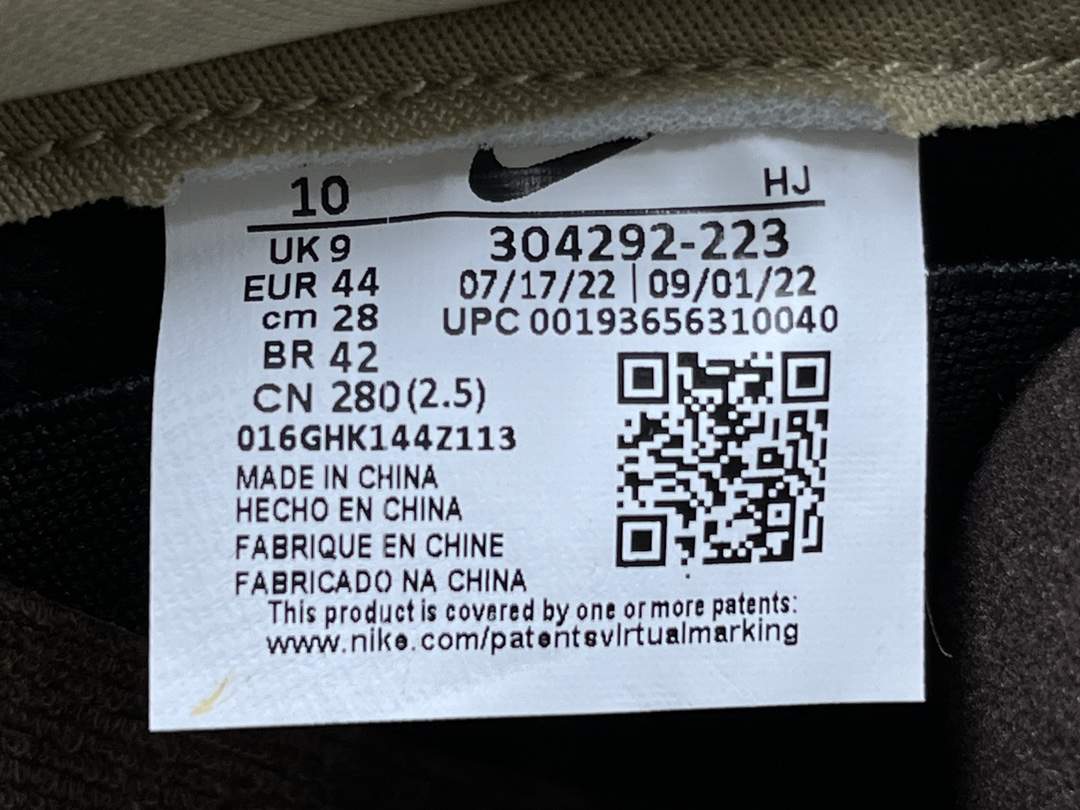 10 HJ
UK 9 304292-223
EUR 44 07/17/22 | 09/01/22
cm 28 UPC 00193656310040
BR 42
CN 280(2.5)
016GHK144Z113
MADE IN CHINA
HECHO EN CHINA
FABRIQUE EN CHINE
FABRICADO NA CHINA
This product is covered by one or more patents:
www.nike.com/patentsvirtualmarking